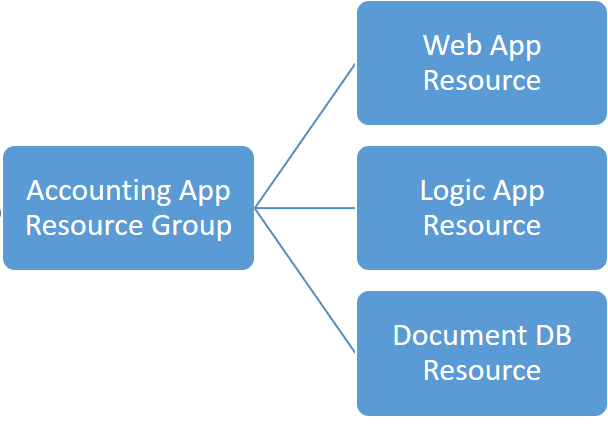 Web App
Resource
Accounting App
Resource Group
Logic App
Resource
Document DB
Resource